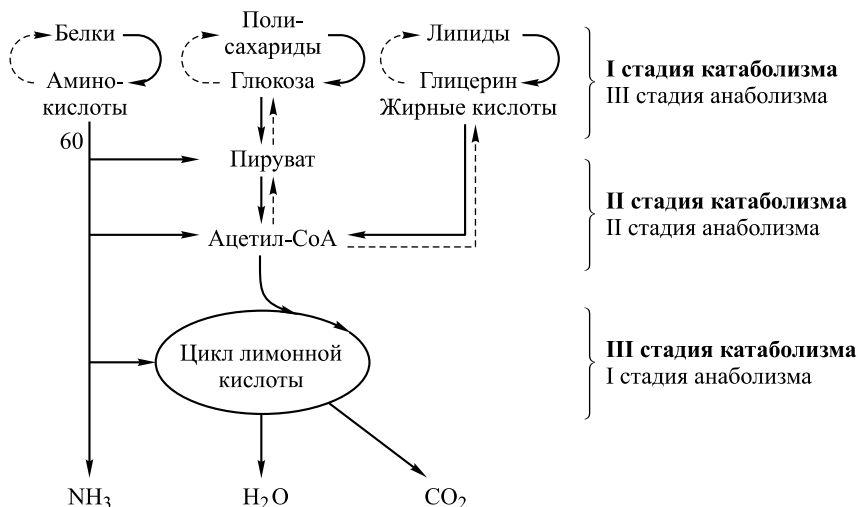 Белки
Поли-
сахариды
Липиды
Амино-
кислоты
Глюкоза
Глицерин
Жирные кислоты
I стадия катаболизма
III стадия анаболизма
60
Пируват
Ацетил-CoA
II стадия катаболизма
II стадия анаболизма
Цикл лимонной
кислоты
III стадия катаболизма
I стадия анаболизма
NH3
H2O
CO2